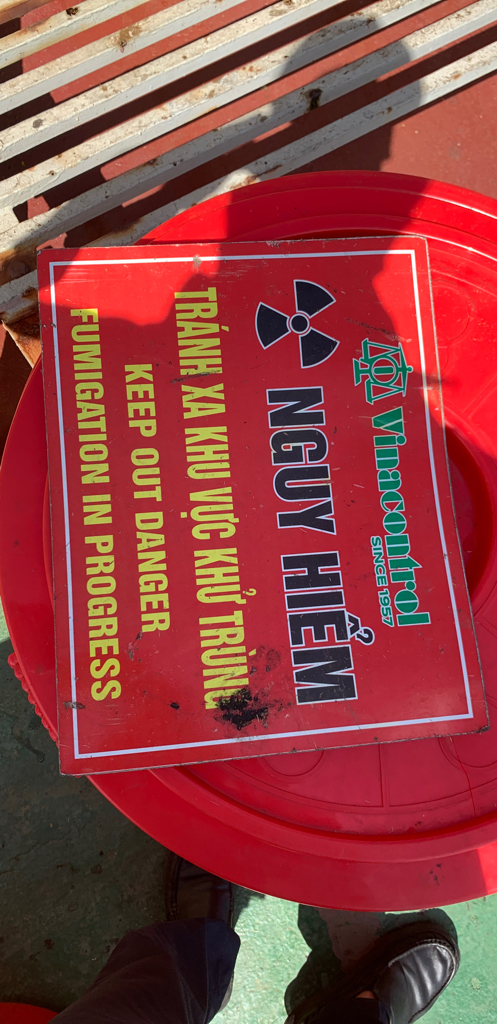 Vinacontrol
SINCE 1957
NGUY HIỂM
TRÁNH XA KHU VỰC KHỬ TRÙNG
KEEP OUT DANGER
FUMIGATION IN PROGRESS